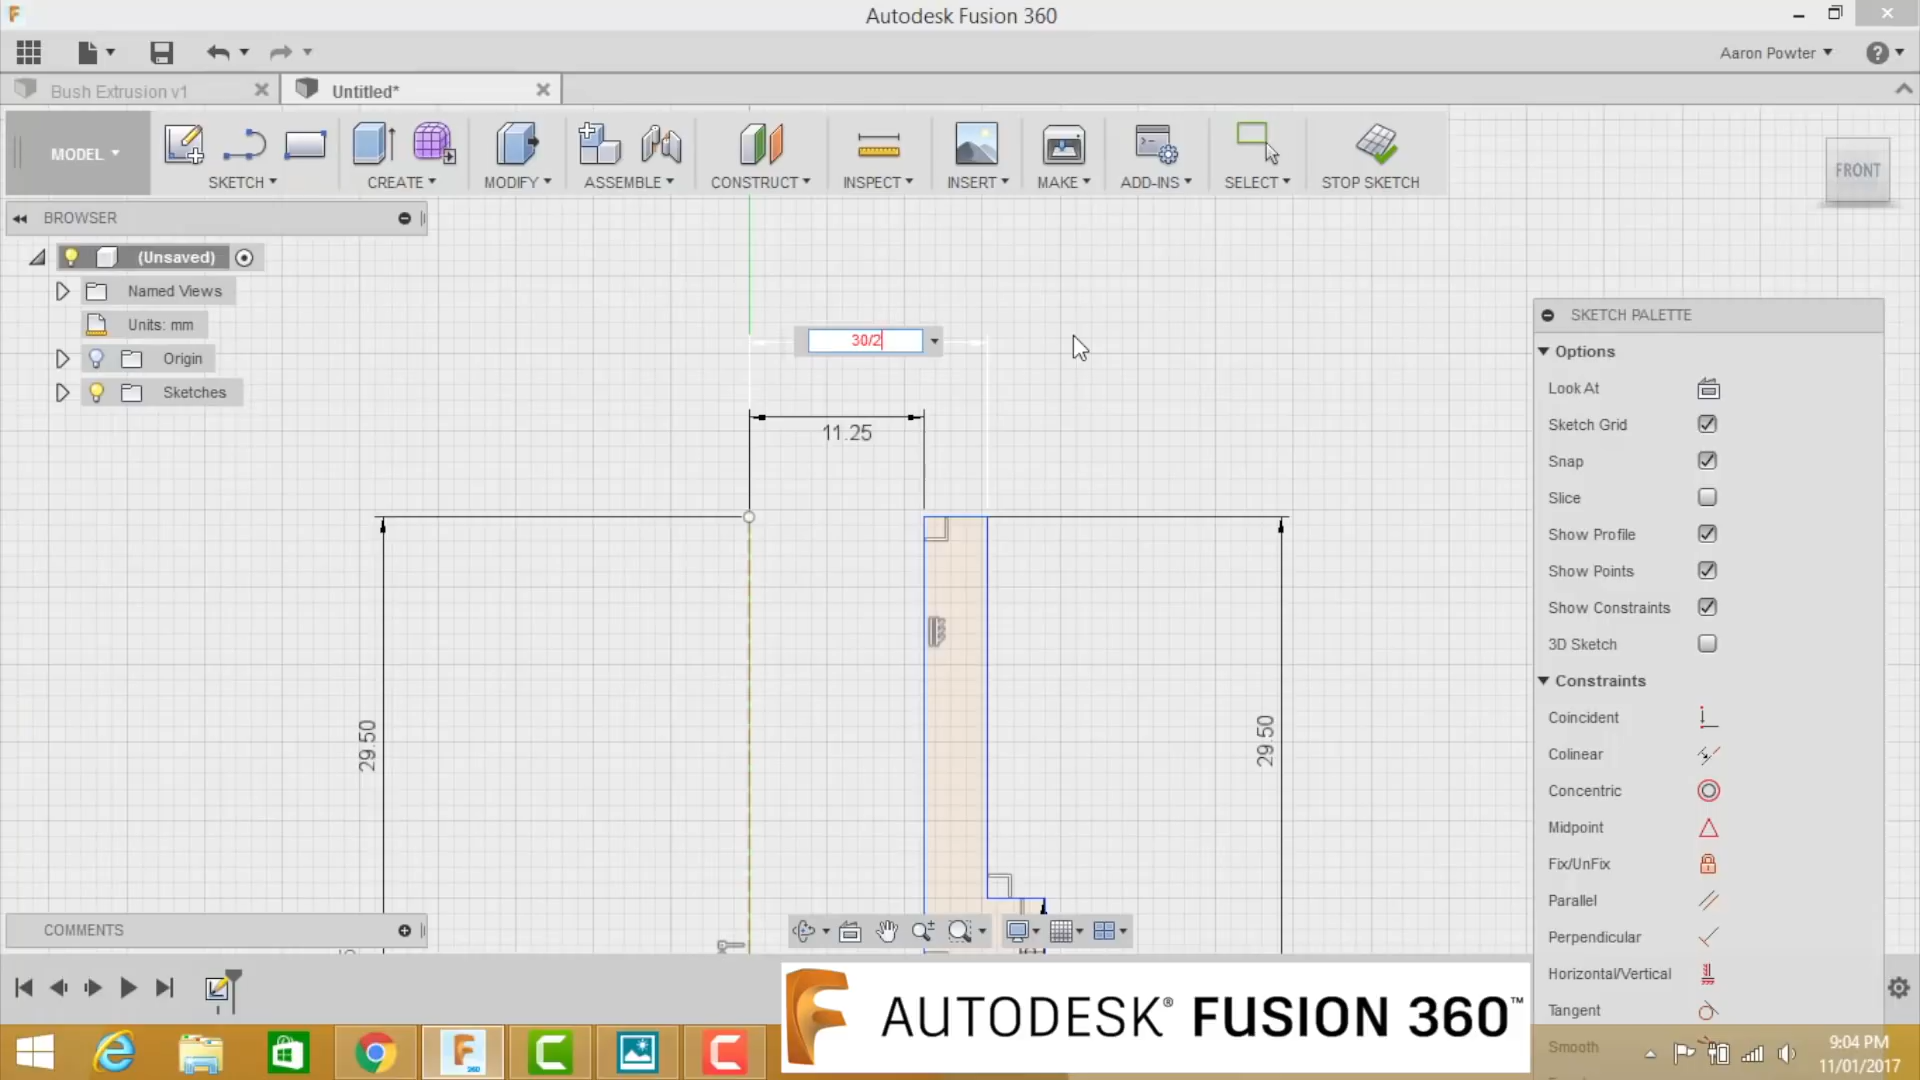 Autodesk Fusion 360
Aaron Powter
Bush Extrusion v1
Untitled*
MODEL
SKETCH
CREATE
MODIFY
ASSEMBLE
CONSTRUCT
INSPECT
INSERT
MAKE
ADD-INS
SELECT
STOP SKETCH
FRONT
BROWSER
(Unsaved)
Named Views
Units: mm
Origin
Sketches
30/2
11.25
29.50
29.50
SKETCH PALETTE
Options
Look At
Sketch Grid
Snap
Slice
Show Profile
Show Points
Show Constraints
3D Sketch
Constraints
Coincident
Colinear
Concentric
Midpoint
Fix/UnFix
Parallel
Perpendicular
Horizontal/Vertical
Tangent
Smooth
COMMENTS
AUTODESK® FUSION 360™
360
9:04 PM
11/01/2017